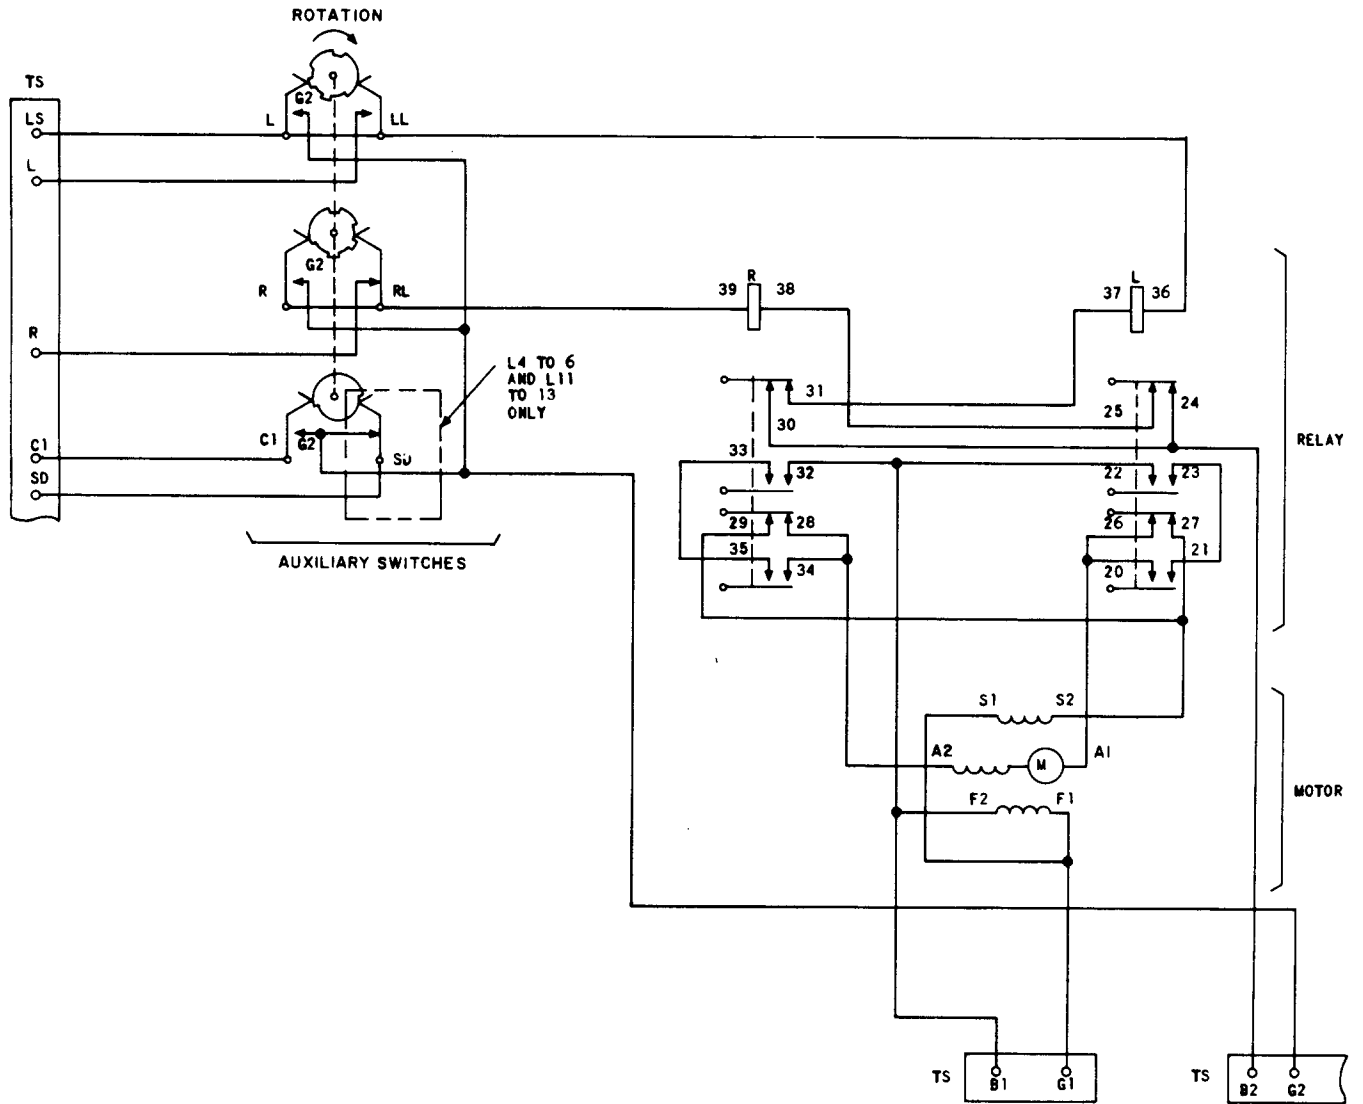 ROTATION
TS
G2
LS
L
LL
L
G2
R
RL
R
39
R
38
37
L
36
L4 TO 6
AND L11
TO 13
ONLY
31
30
25
24
RELAY
C1
G2
SD
C1
SD
33
32
22
23
29
28
26
27
35
34
21
20
AUXILIARY SWITCHES
S1
S2
A2
M
A1
MOTOR
F2
F1
TS
B1
G1
TS
B2
G2